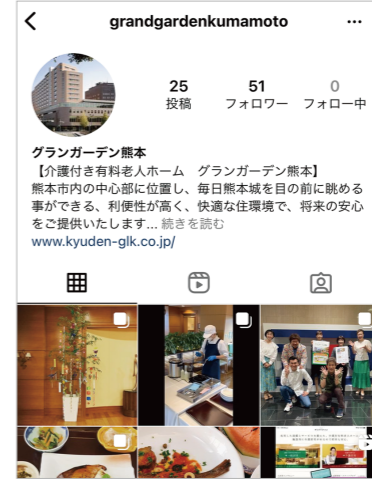 grandgardenkumamoto
25
投稿
51
フォロワー
0
フォロー中
グランガーデン熊本
【介護付き有料老人ホーム　グランガーデン熊本】
熊本市内の中心部に位置し、毎日熊本城を目の前に眺める
事ができる、利便性が高く、快適な住環境で、将来の安心
をご提供いたします... 続きを読む
www.kyuden-glk.co.jp/